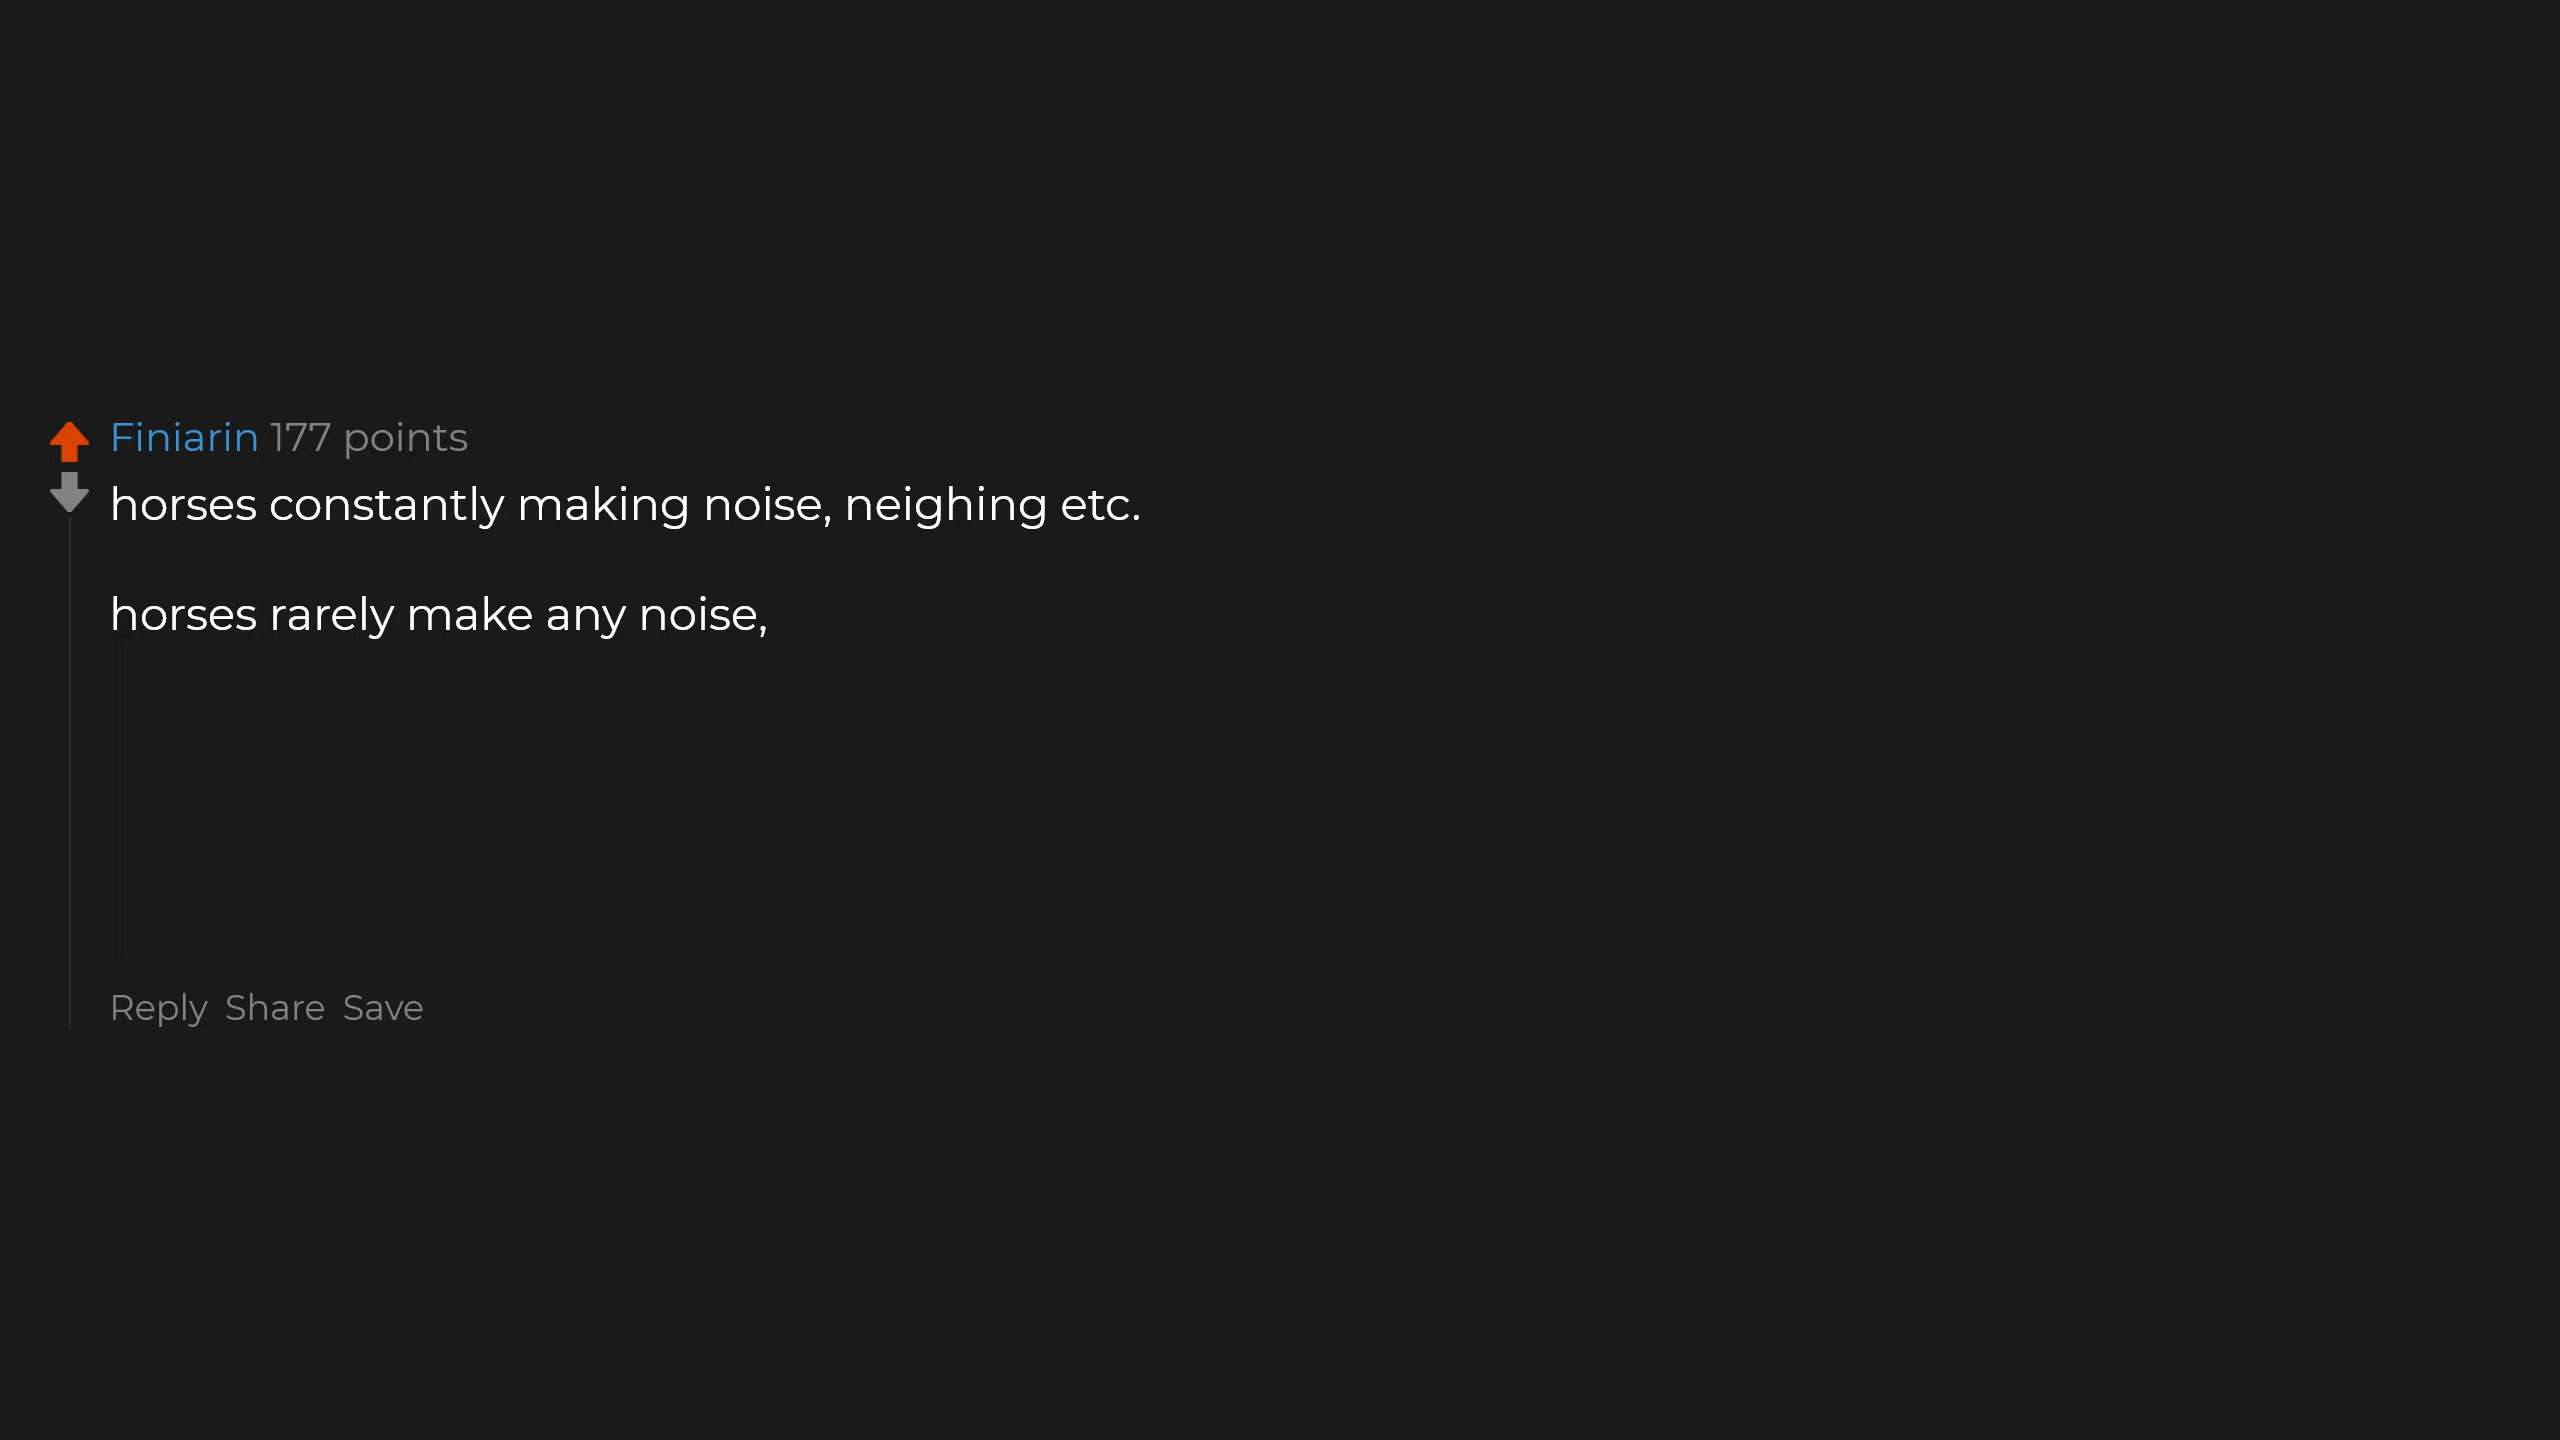 Finiarin 177 points
horses constantly making noise, neighing etc.
horses rarely make any noise,
Reply Share Save